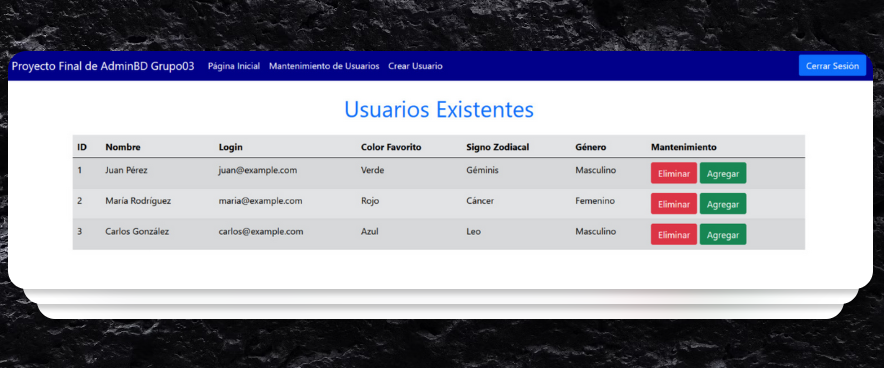 Proyecto Final de AdminBD Grupo03 Página Inicial Mantenimiento de Usuarios Crear Usuario Cerrar Sesión
Usuarios Existentes
ID Nombre Login Color Favorito Signo Zodiacal Género Mantenimiento
1 Juan Pérez juan@example.com Verde Géminis Masculino Eliminar Agregar
2 María Rodríguez maria@example.com Rojo Cáncer Femenino Eliminar Agregar
3 Carlos González carlos@example.com Azul Leo Masculino Eliminar Agregar